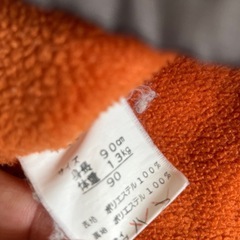 サイズ 90
身長 90cm
体重 13kg
表地 ポリエステル100%
裏地 ポリエステル100%